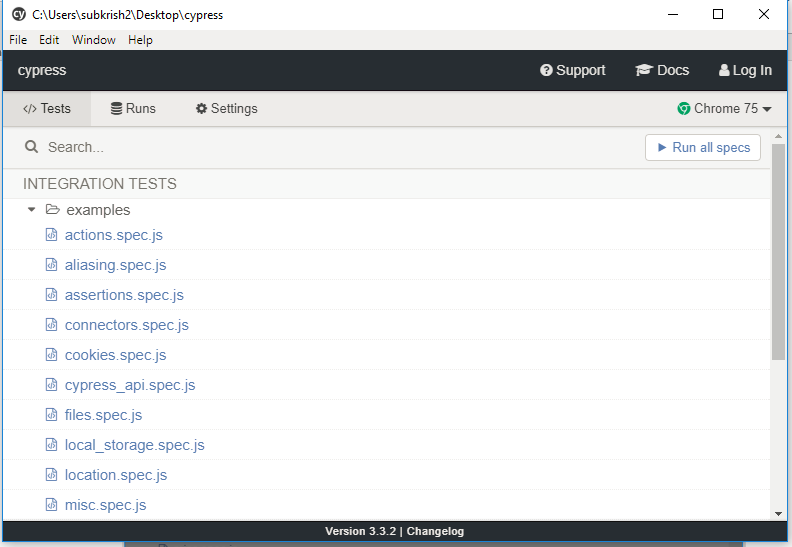 C:\Users\subkrish2\Desktop\cypress
File Edit Window Help
cypress Support Docs Log In
</> Tests Runs Settings Chrome 75
Search... Run all specs
INTEGRATION TESTS
examples
actions.spec.js
aliasing.spec.js
assertions.spec.js
connectors.spec.js
cookies.spec.js
cypress_api.spec.js
files.spec.js
local_storage.spec.js
location.spec.js
misc.spec.js
Version 3.3.2 | Changelog